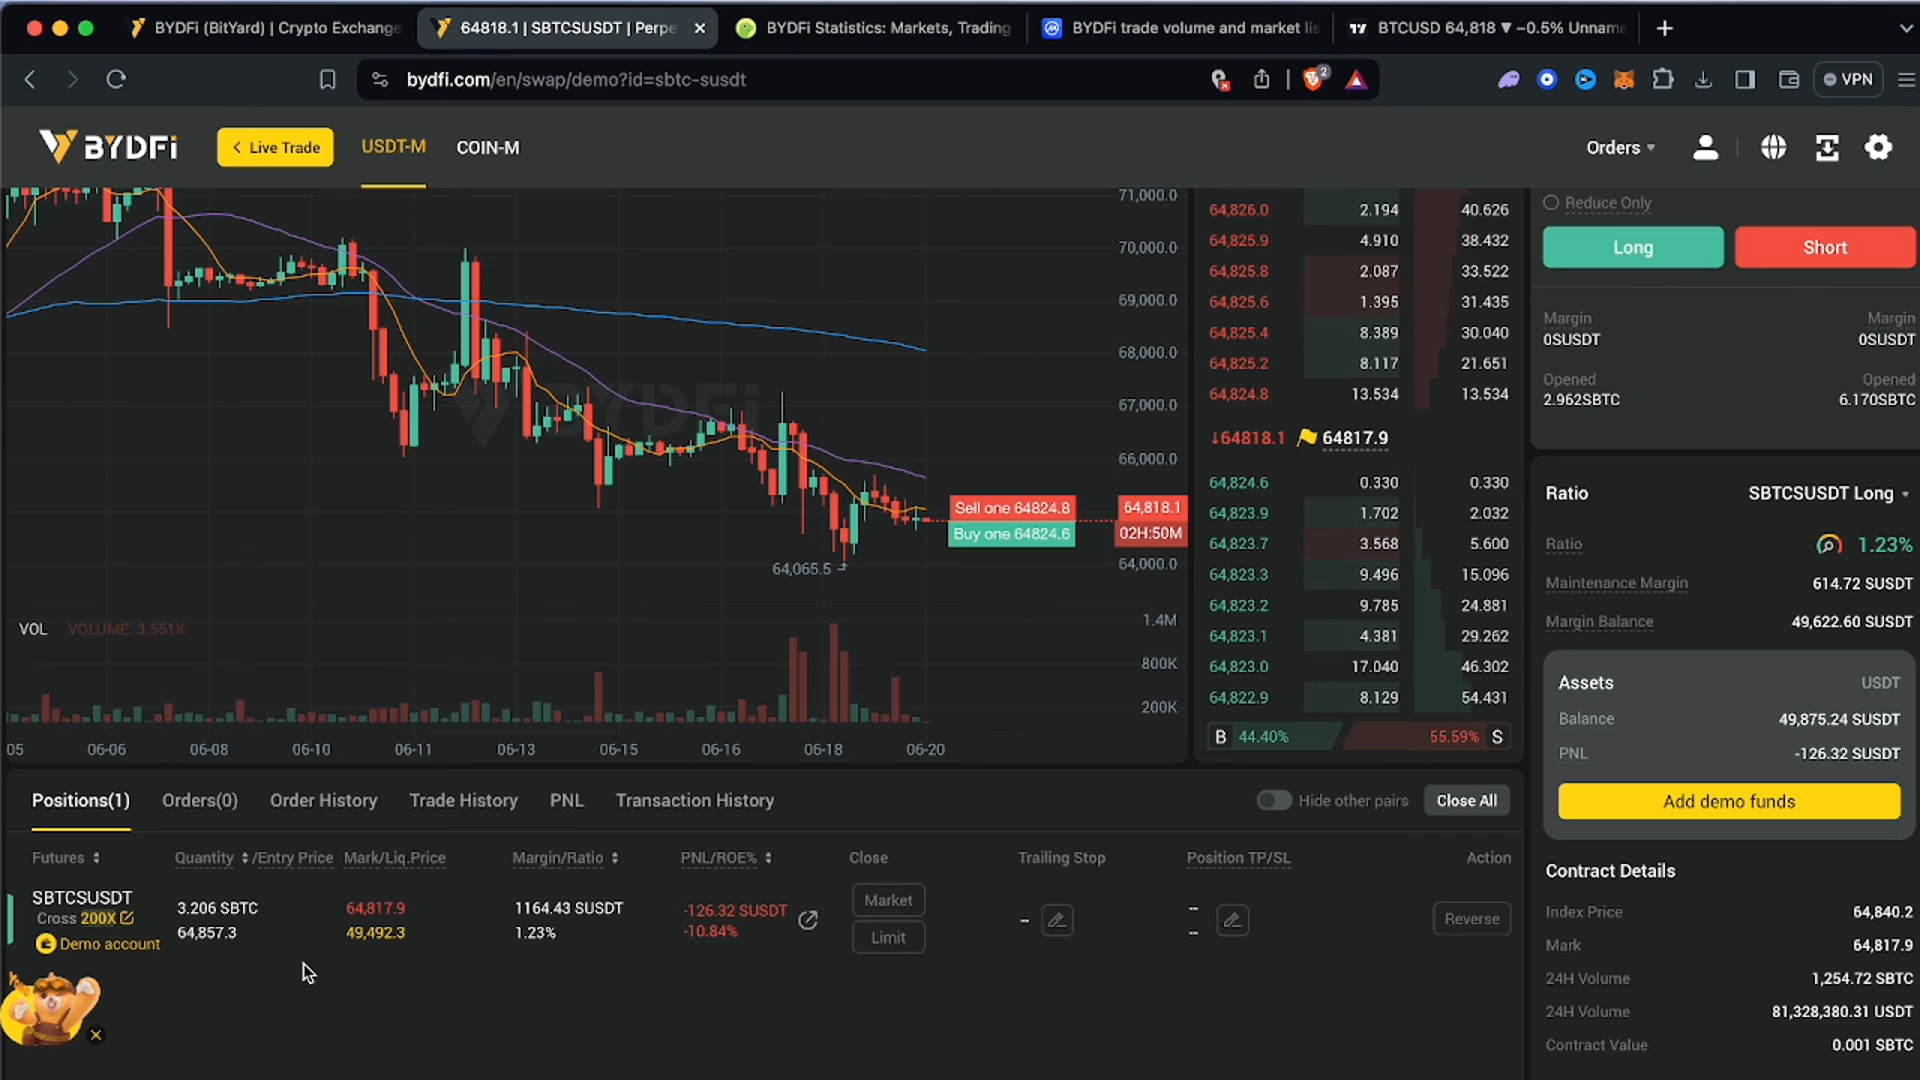 BYDFi (BitYard) | Crypto Exchange
64818.1 | SBTCSUSDT | Perpe
BYDFi Statistics: Markets, Trading
BYDFi trade volume and market lis
BTCUSD 64,818 ▼ −0.5% Unname
bydfi.com/en/swap/demo?id=sbtc-susdt
2
VPN
BYDFi
< Live Trade
USDT-M
COIN-M
Orders
71,000.0
70,000.0
69,000.0
68,000.0
67,000.0
66,000.0
64,000.0
BYDFi
Sell one 64824.8
Buy one 64824.6
64,818.1
02H:50M
64,065.5
VOL VOLUME: 3.551K
1.4M
800K
200K
05 06-06 06-08 06-10 06-11 06-13 06-15 06-16 06-18 06-20
64,826.0 2.194 40.626
64,825.9 4.910 38.432
64,825.8 2.087 33.522
64,825.6 1.395 31.435
64,825.4 8.389 30.040
64,825.2 8.117 21.651
64,824.8 13.534 13.534
↓64818.1 64817.9
64,824.6 0.330 0.330
64,823.9 1.702 2.032
64,823.7 3.568 5.600
64,823.3 9.496 15.096
64,823.2 9.785 24.881
64,823.1 4.381 29.262
64,823.0 17.040 46.302
64,822.9 8.129 54.431
B 44.40% 55.59% S
Reduce Only
Long Short
Margin Margin
0SUSDT 0SUSDT
Opened Opened
2.962SBTC 6.170SBTC
Ratio SBTCSUSDT Long
Ratio 1.23%
Maintenance Margin 614.72 SUSDT
Margin Balance 49,622.60 SUSDT
Assets USDT
Balance 49,875.24 SUSDT
PNL -126.32 SUSDT
Add demo funds
Contract Details
Index Price 64,840.2
Mark 64,817.9
24H Volume 1,254.72 SBTC
24H Volume 81,328,380.31 USDT
Contract Value 0.001 SBTC
Positions(1) Orders(0) Order History Trade History PNL Transaction History
Hide other pairs Close All
Futures Quantity /Entry Price Mark/Liq.Price Margin/Ratio PNL/ROE% Close Trailing Stop Position TP/SL Action
SBTCSUSDT
Cross 200X
Demo account
3.206 SBTC
64,857.3
64,817.9
49,492.3
1164.43 SUSDT
1.23%
-126.32 SUSDT
-10.84%
Market
Limit
--
--
--
Reverse